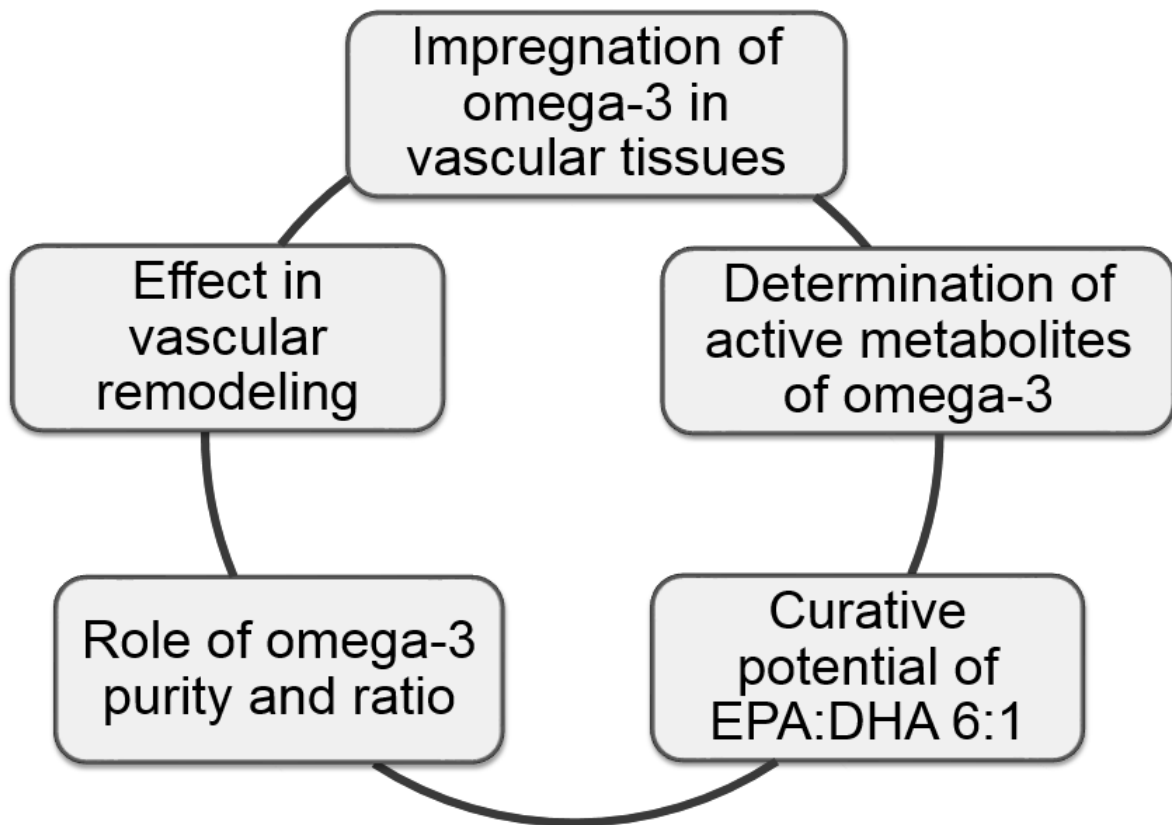 Impregnation of
omega-3 in
vascular tissues
Effect in
vascular
remodeling
Determination of
active metabolites
of omega-3
Role of omega-3
purity and ratio
Curative
potential of
EPA:DHA 6:1